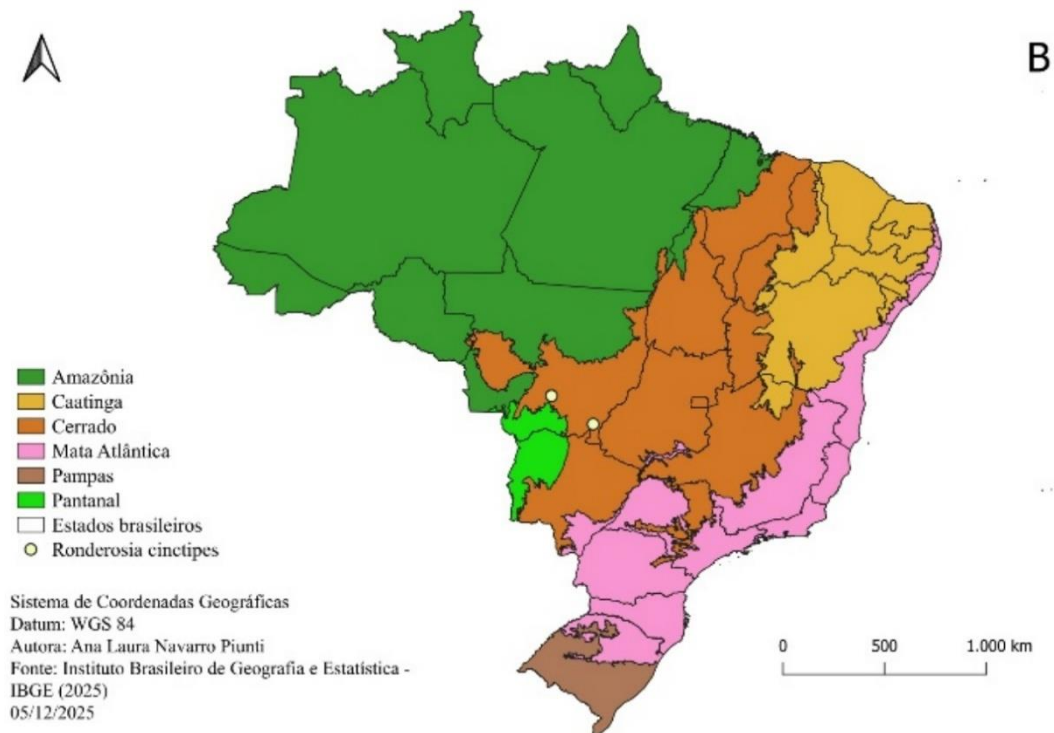 B
Amazônia
Caatinga
Cerrado
Mata Atlântica
Pampas
Pantanal
Estados brasileiros
Ronderosia cinctipes
Sistema de Coordenadas Geográficas
Datum: WGS 84
Autora: Ana Laura Navarro Piunti
Fonte: Instituto Brasileiro de Geografia e Estatística -
IBGE (2025)
05/12/2025
0 500 1.000 km